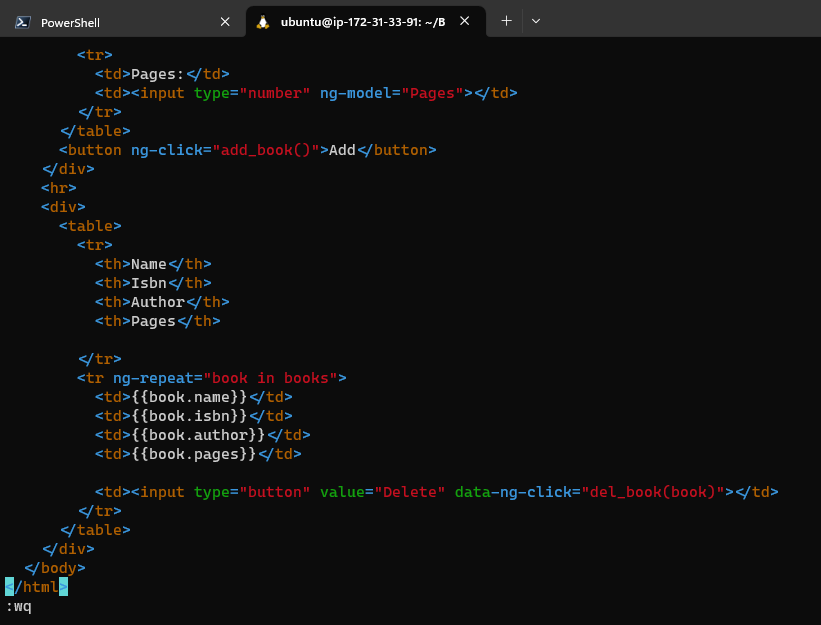 PowerShell
ubuntu@ip-172-31-33-91: ~/B
<tr>
<td>Pages:</td>
<td><input type="number" ng-model="Pages"></td>
</tr>
</table>
<button ng-click="add_book()">Add</button>
</div>
<hr>
<div>
<table>
<tr>
<th>Name</th>
<th>Isbn</th>
<th>Author</th>
<th>Pages</th>
</tr>
<tr ng-repeat="book in books">
<td>{{book.name}}</td>
<td>{{book.isbn}}</td>
<td>{{book.author}}</td>
<td>{{book.pages}}</td>
<td><input type="button" value="Delete" data-ng-click="del_book(book)"></td>
</tr>
</table>
</div>
</body>
</html>
:wq